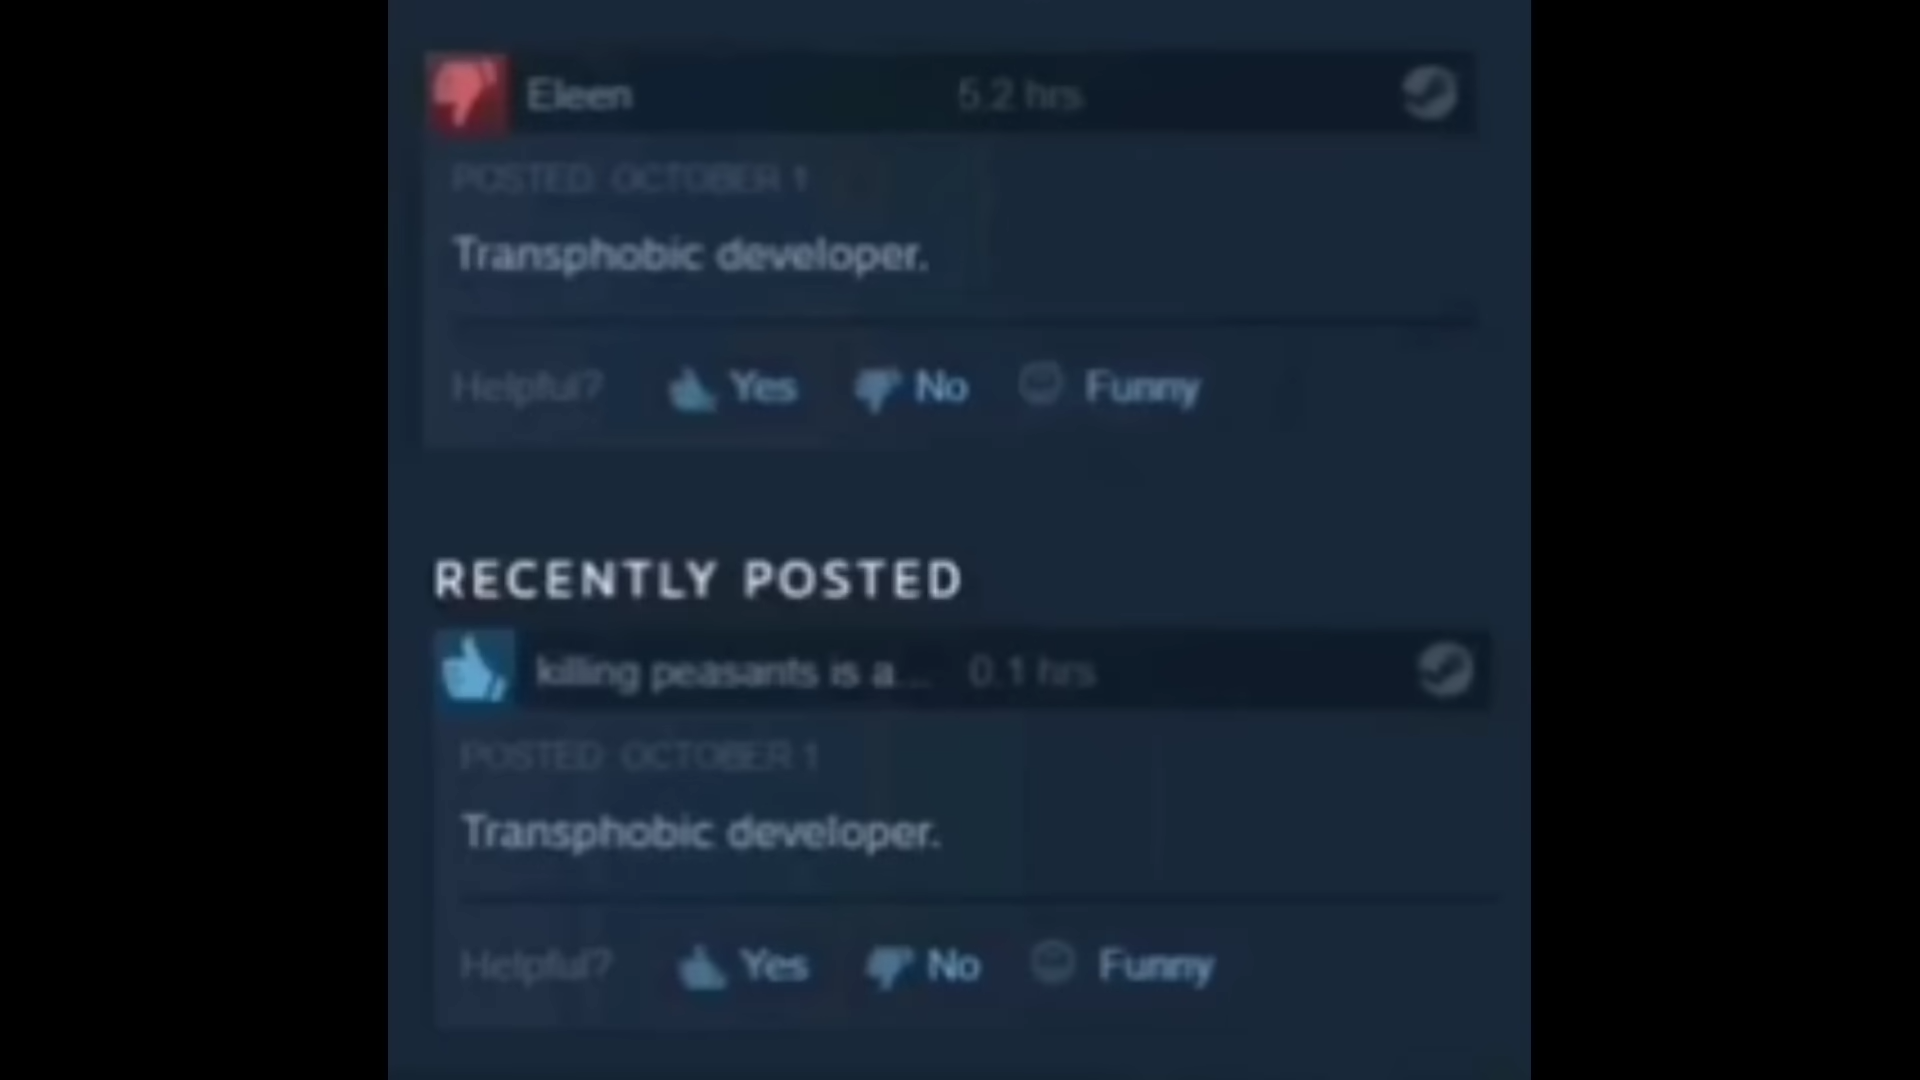 Eleen 5.2 hrs
POSTED: OCTOBER 1
Transphobic developer.
Helpful? Yes No Funny
RECENTLY POSTED
killing peasants is a... 0.1 hrs
POSTED: OCTOBER 1
Transphobic developer.
Helpful? Yes No Funny